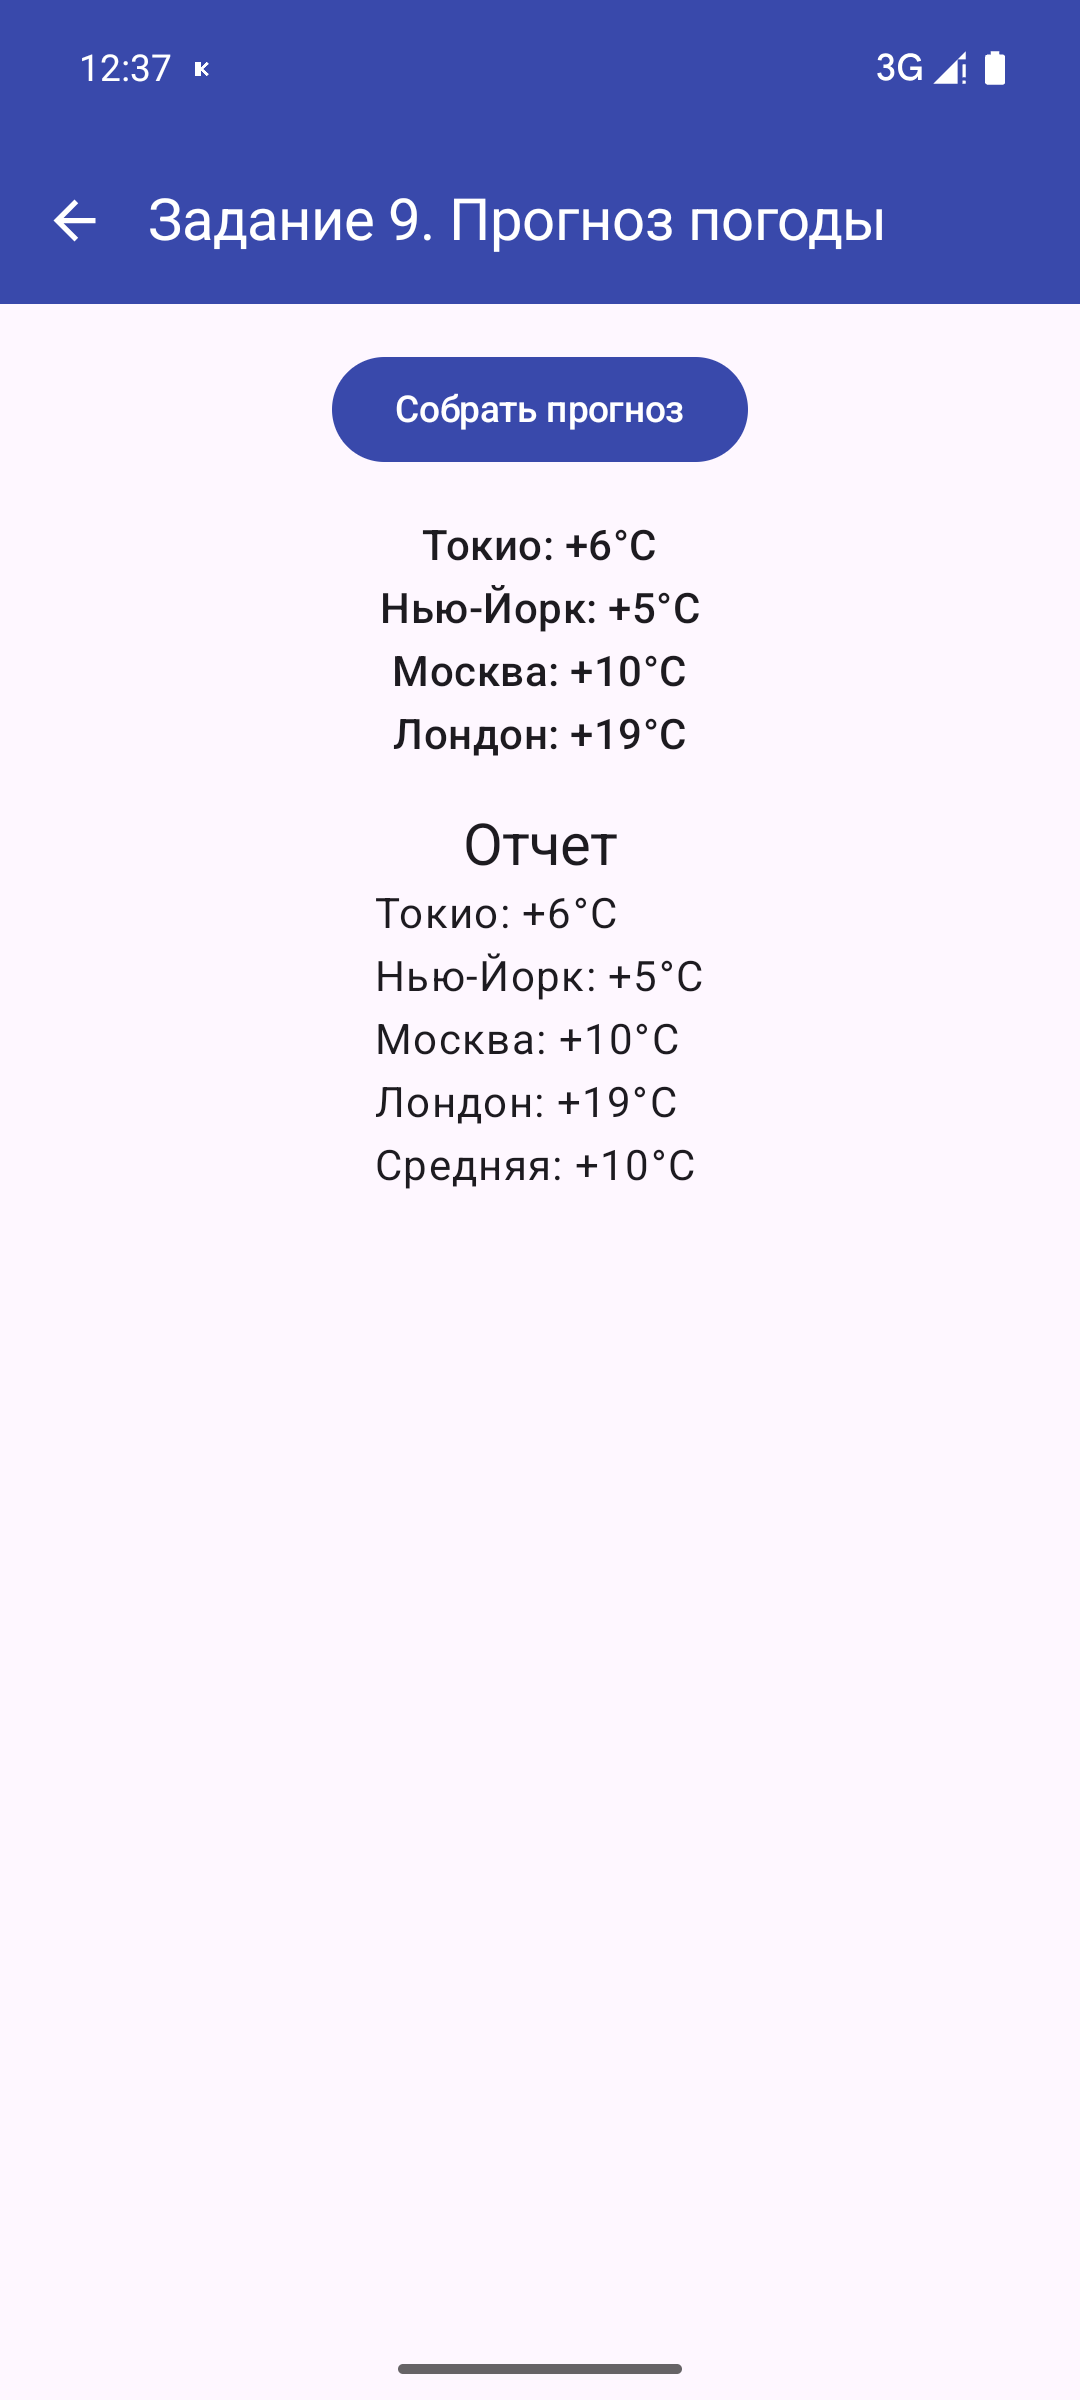 12:37
3G
Задание 9. Прогноз погоды
Собрать прогноз
Токио: +6°C
Нью-Йорк: +5°C
Москва: +10°C
Лондон: +19°C
Отчет
Токио: +6°C
Нью-Йорк: +5°C
Москва: +10°C
Лондон: +19°C
Средняя: +10°C